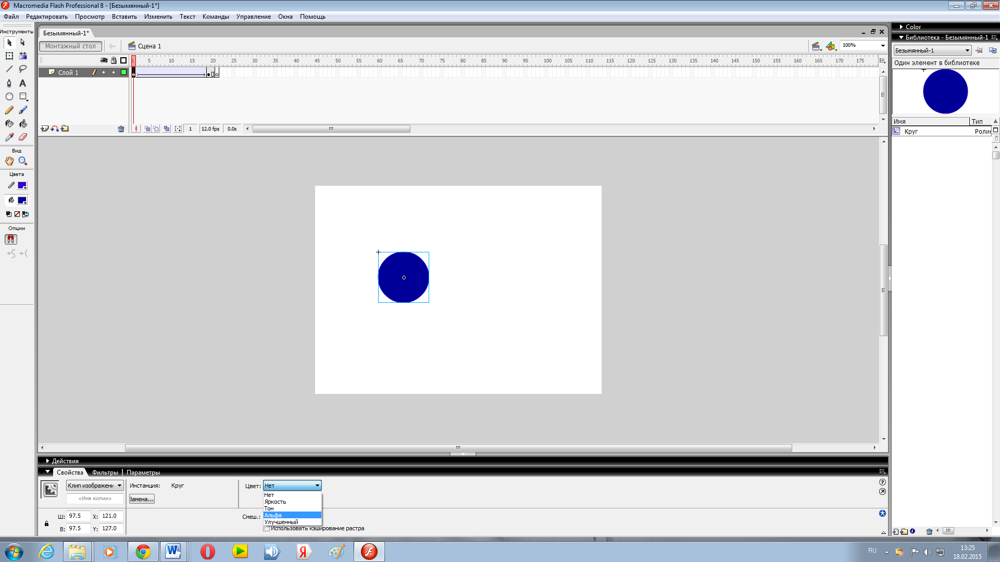 Macromedia Flash Professional 8 - [Безымянный-1*]
Файл Редактировать Просмотр Вставить Изменить Текст Команды Управление Окна Помощь
Инструменты
Безымянный-1*
Монтажный стол
Сцена 1
100%
1 5 10 15 20 25 30 35 40 45 50 55 60 65 70 75 80 85 90 95 100 105 110 115 120 125 130 135 140 145 150 155 160 165 170 175
Слой 1
1 12.0 fps 0.0s
Вид
Цвета
Опции
Color
Библиотека - Безымянный-1
Безымянный-1
Один элемент в библиотеке
Имя Тип
Круг Ролик
Действия
Свойства Фильтры Параметры
Клип изображени
Инстанция: Круг
Цвет: Нет
<Имя копии>
Замена...
Нет
Яркость
Тон
Альфа
Улучшенный
Ш: 97.5 X: 121.0
Смеш.:
В: 97.5 Y: 127.0
Использовать кэширование растра
RU
13:25
18.02.2015